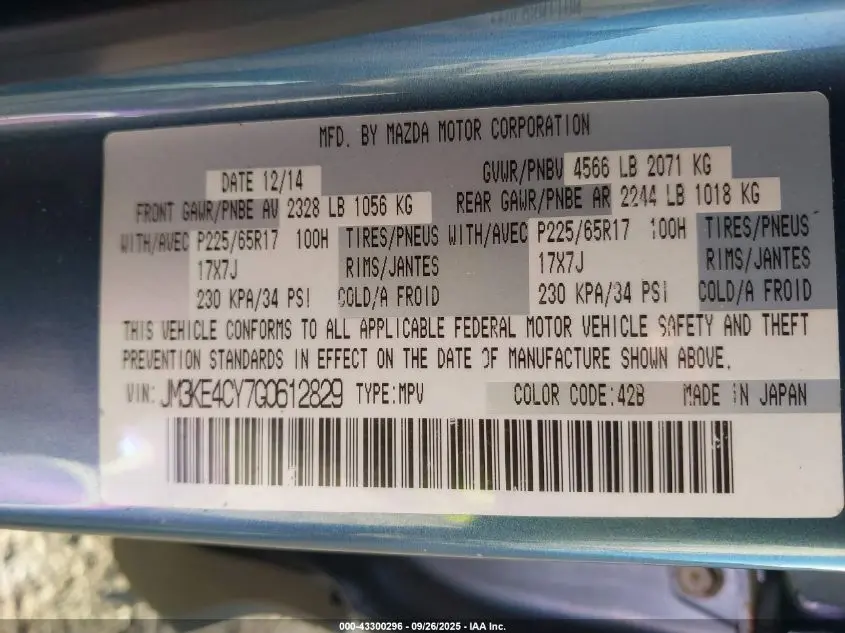 MFD. BY MAZDA MOTOR CORPORATION
DATE 12/14 GVWR/PNBV 4566 LB 2071 KG
FRONT GAWR/PNBE AV 2328 LB 1056 KG REAR GAWR/PNBE AR 2244 LB 1018 KG
WITH/AVEC P225/65R17 100H TIRES/PNEUS WITH/AVEC P225/65R17 100H TIRES/PNEUS
17X7J RIMS/JANTES 17X7J RIMS/JANTES
230 KPA/34 PSI COLD/A FROID 230 KPA/34 PSI COLD/A FROID
THIS VEHICLE CONFORMS TO ALL APPLICABLE FEDERAL MOTOR VEHICLE SAFETY AND THEFT
PREVENTION STANDARDS IN EFFECT ON THE DATE OF MANUFACTURE SHOWN ABOVE.
VIN: JM3KE4CY7G0612829 TYPE:MPV COLOR CODE:42B MADE IN JAPAN
000-43300296 - 09/26/2025 - IAA Inc.